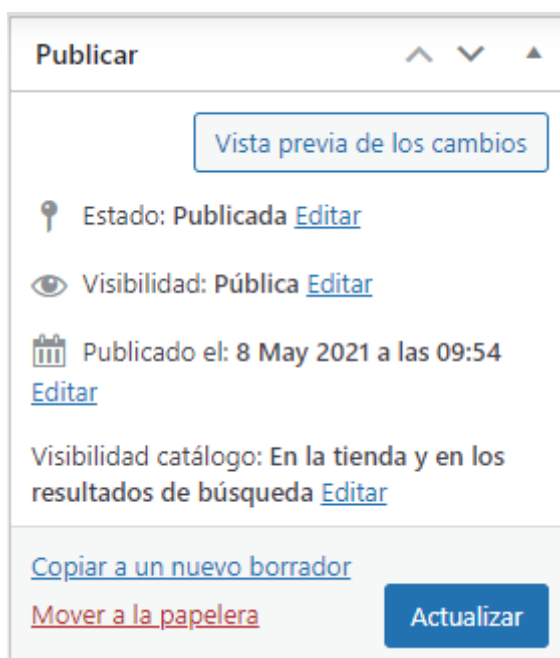 Publicar
Vista previa de los cambios
Estado: Publicada Editar
Visibilidad: Pública Editar
Publicado el: 8 May 2021 a las 09:54
Editar
Visibilidad catálogo: En la tienda y en los
resultados de búsqueda Editar
Copiar a un nuevo borrador
Mover a la papelera
Actualizar